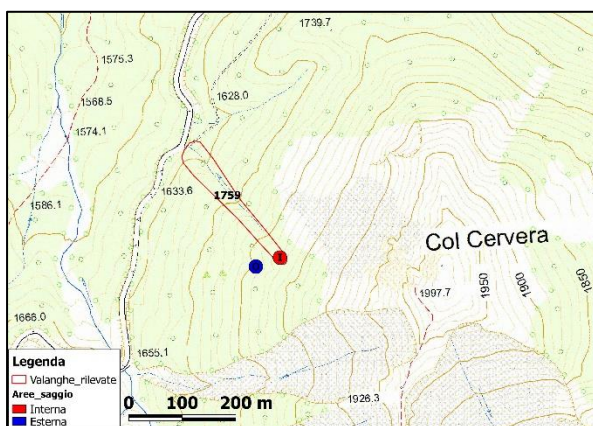 1739.7
1575.3
1568.5
1628.0
1574.1
1633.6
1759
1586.1
Col Cervera
1
1997.7
1950
1900
1850
1666.0
1655.1
1926.3
Legenda
Valanghe_rilevate
Aree_saggio
Interna
Esterna
0 100 200 m